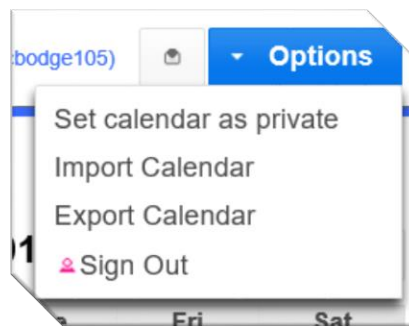 :bodge105) Options
Set calendar as private
Import Calendar
Export Calendar
Sign Out
Fri Sat